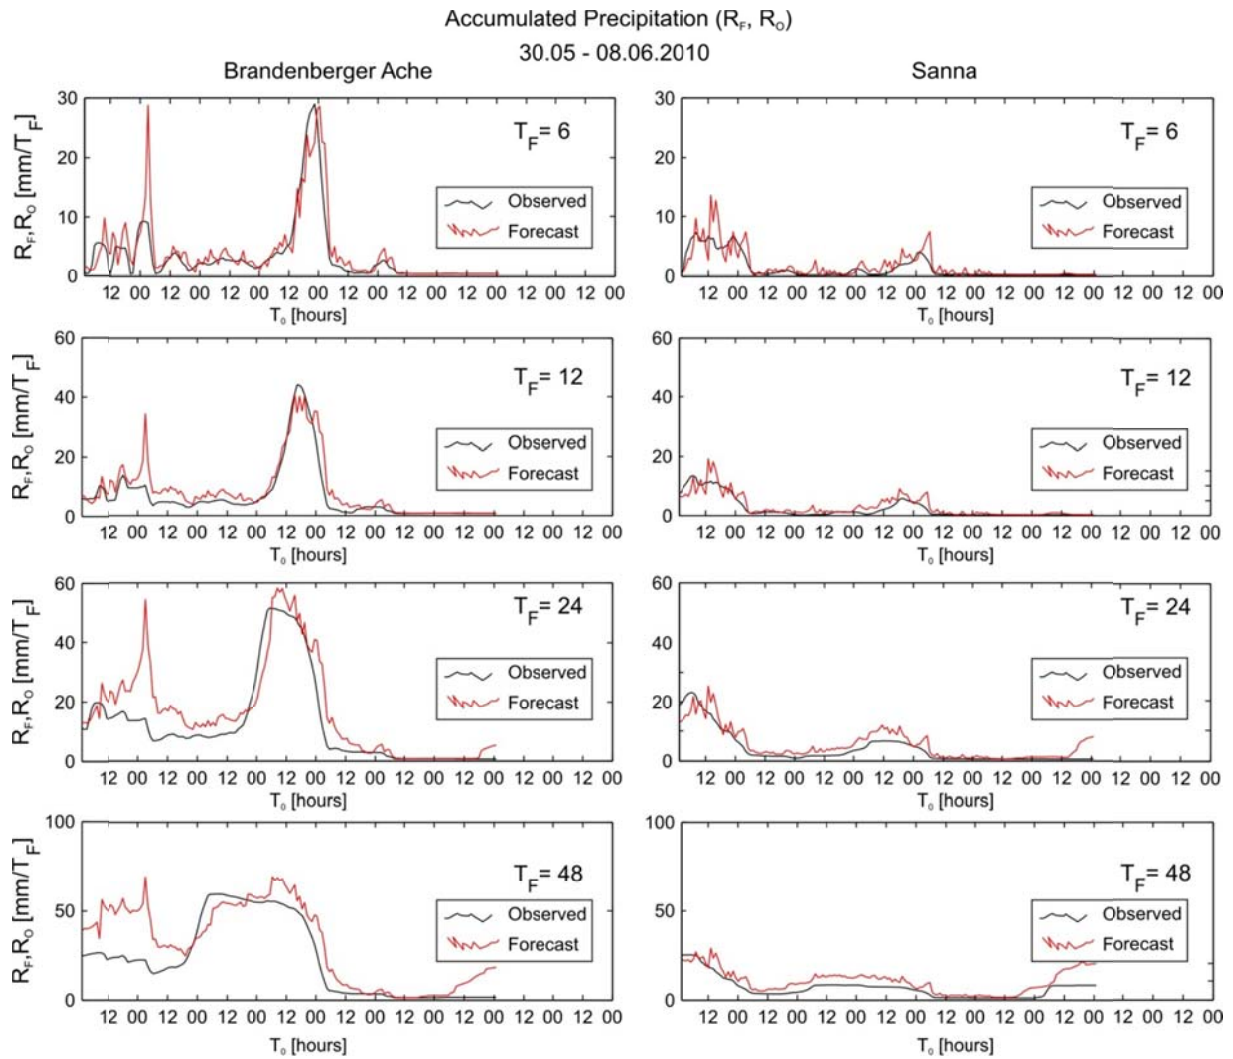 Accumulated Precipitation (R_F, R_O)
30.05 - 08.06.2010
Brandenberger Ache
Sanna
R_F,R_O [mm/T_F]
30
20
10
0
T_F= 6
Observed
Forecast
12 00 12 00 12 00 12 00 12 00 12 00 12 00 12 00 12 00
T_0 [hours]
30
20
10
0
T_F= 6
Observed
Forecast
12 00 12 00 12 00 12 00 12 00 12 00 12 00 12 00 12 00
T_0 [hours]
R_F,R_O [mm/T_F]
60
40
20
0
T_F= 12
Observed
Forecast
12 00 12 00 12 00 12 00 12 00 12 00 12 00 12 00 12 00
T_0 [hours]
60
40
20
0
T_F= 12
Observed
Forecast
12 00 12 00 12 00 12 00 12 00 12 00 12 00 12 00 12 00
T_0 [hours]
R_F,R_O [mm/T_F]
60
40
20
0
T_F= 24
Observed
Forecast
12 00 12 00 12 00 12 00 12 00 12 00 12 00 12 00 12 00
T_0 [hours]
60
40
20
0
T_F= 24
Observed
Forecast
12 00 12 00 12 00 12 00 12 00 12 00 12 00 12 00 12 00
T_0 [hours]
R_F,R_O [mm/T_F]
100
50
0
T_F= 48
Observed
Forecast
12 00 12 00 12 00 12 00 12 00 12 00 12 00 12 00 12 00
T_0 [hours]
100
50
0
T_F= 48
Observed
Forecast
12 00 12 00 12 00 12 00 12 00 12 00 12 00 12 00 12 00
T_0 [hours]